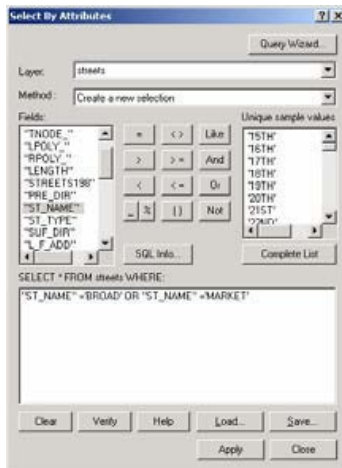 Select By Attributes
Query Wizard...
Layer: streets
Method: Create a new selection
Fields:
Unique sample values
"TNODE_"
"LPOLY_"
"RPOLY_"
"LENGTH"
"STREETS198"
"PRE_DIR"
"ST_NAME"
"ST_TYPE"
"SUF_DIR"
"L_F_ADD"
= <> Like
> >= And
< <= Or
_ % () Not
'15TH'
'16TH'
'17TH'
'18TH'
'19TH'
'20TH'
'21ST'
'22ND'
SQL Info...
Complete List
SELECT * FROM streets WHERE:
"ST_NAME" ='BROAD' OR "ST_NAME" ='MARKET'
Clear Verify Help Load... Save...
Apply Close